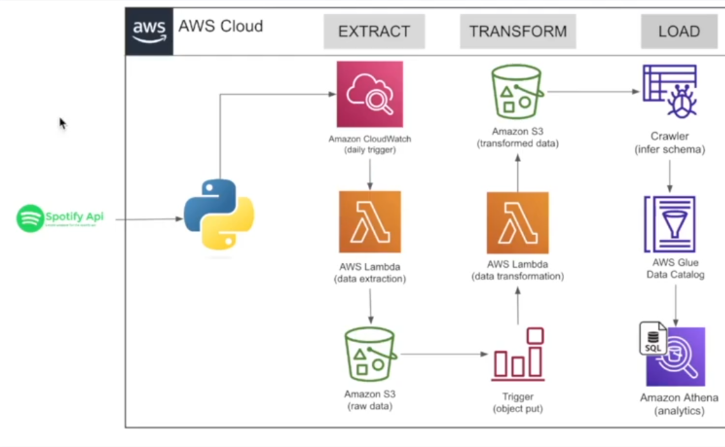 aws
AWS Cloud
EXTRACT
TRANSFORM
LOAD
Amazon CloudWatch
(daily trigger)
Amazon S3
(transformed data)
Crawler
(infer schema)
Spotify Api
AWS Lambda
(data extraction)
AWS Lambda
(data transformation)
AWS Glue
Data Catalog
Amazon S3
(raw data)
Trigger
(object put)
SQL
Amazon Athena
(analytics)